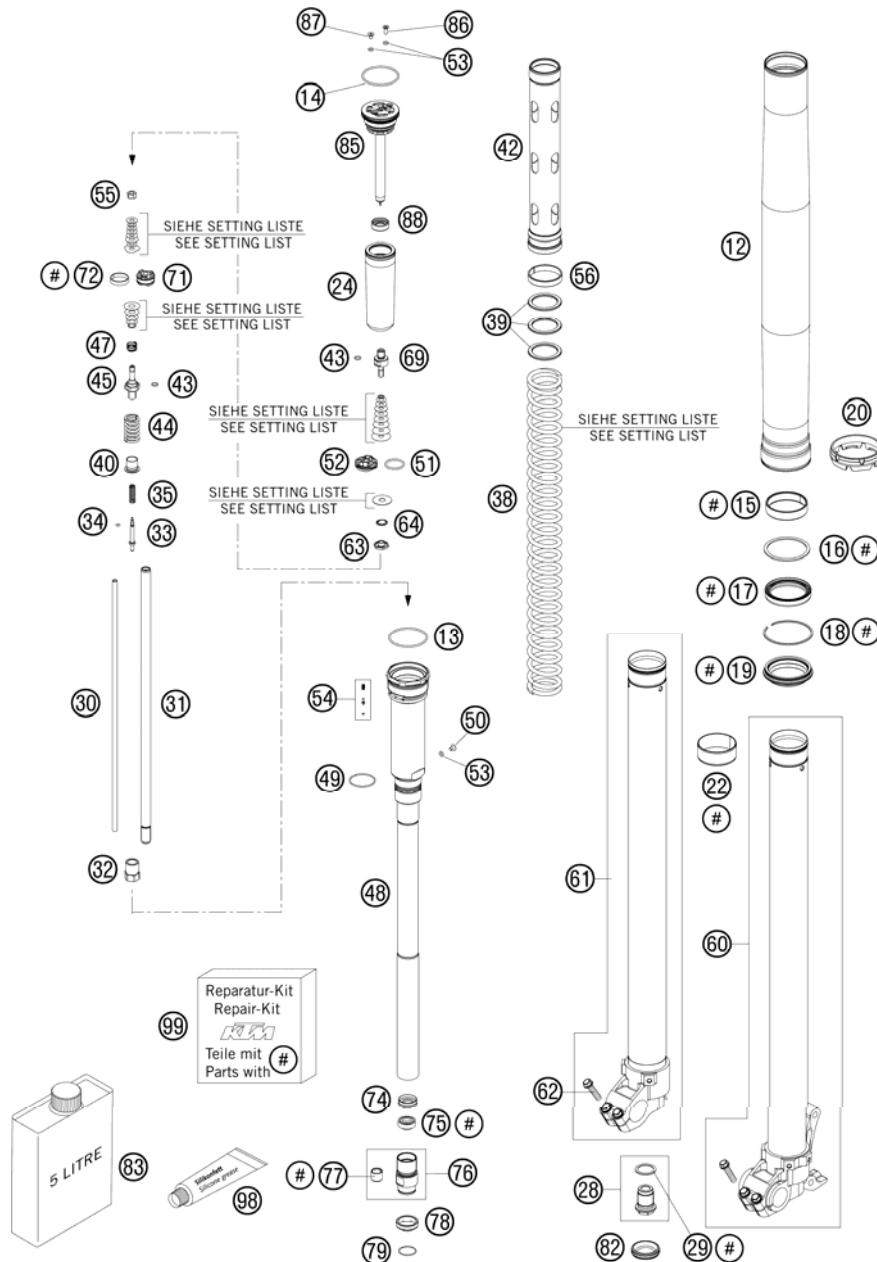 87
86
53
14
85
42
55
SIEHE SETTING LISTE
SEE SETTING LIST
88
12
# 72 71
24
56
SIEHE SETTING LISTE
SEE SETTING LIST
39
47
43 69
45 43
20
SIEHE SETTING LISTE
SEE SETTING LIST
SIEHE SETTING LISTE
SEE SETTING LIST
44
52 51
40
38
# 15
35
SIEHE SETTING LISTE
SEE SETTING LIST
34 33
64
16 #
63
# 17
18 #
13
# 19
30 31
54
50
53
49
22
#
32
48
61
60
Reparatur-Kit
Repair-Kit
KTM
Teile mit #
Parts with
99
62
74
75 #
5 LITRE
83
Silikonfett
Silicone grease
98
# 77 76
28
78
79
82 29 #